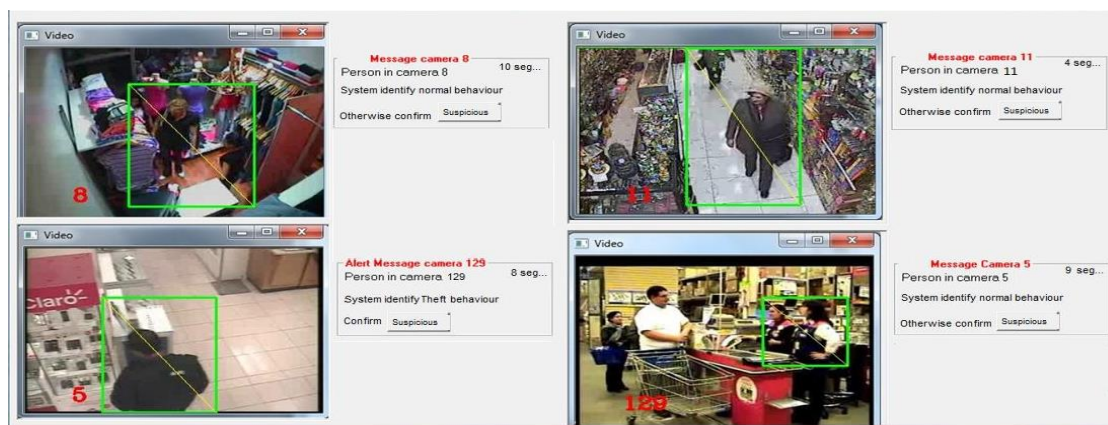 Video
Message camera 8
Person in camera 8
10 seg...
System identify normal behaviour
Otherwise confirm Suspicious
8
Video
Message camera 11
Person in camera 11
4 seg...
System identify normal behaviour
Otherwise confirm Suspicious
11
Video
Alert Message camera 129
Person in camera 129
8 seg...
System identify Theft behaviour
Confirm Suspicious
Claro-
5
Video
Message Camera 5
Person in camera 5
9 seg...
System identify normal behaviour
Otherwise confirm Suspicious
129